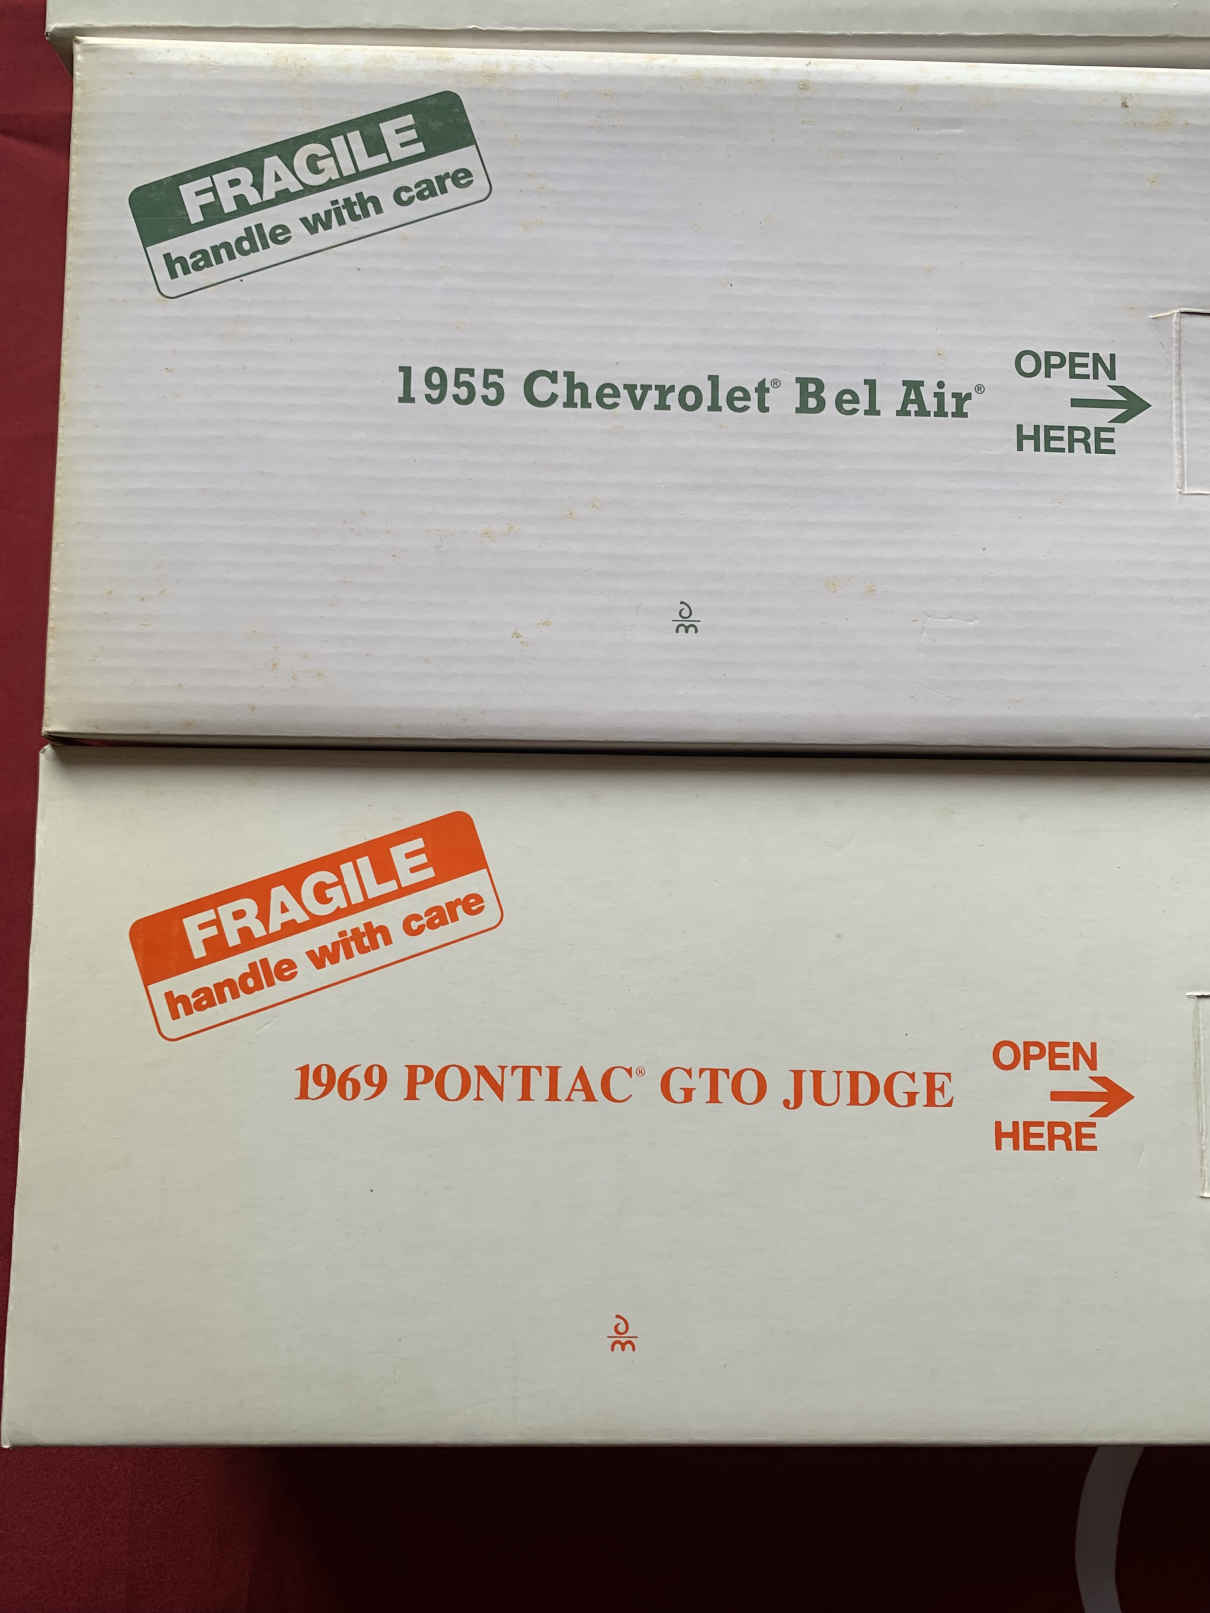 FRAGILE
handle with care
1955 Chevrolet® Bel Air®
OPEN
HERE
FRAGILE
handle with care
1969 PONTIAC® GTO JUDGE
OPEN
HERE